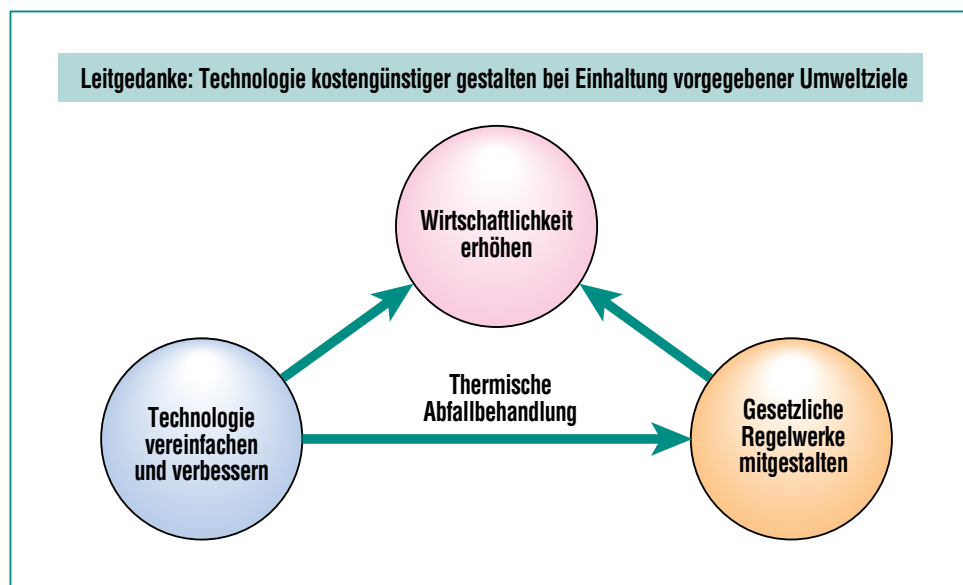 Leitgedanke: Technologie kostengünstiger gestalten bei Einhaltung vorgegebener Umweltziele
Wirtschaftlichkeit
erhöhen
Thermische
Abfallbehandlung
Technologie
vereinfachen
und verbessern
Gesetzliche
Regelwerke
mitgestalten